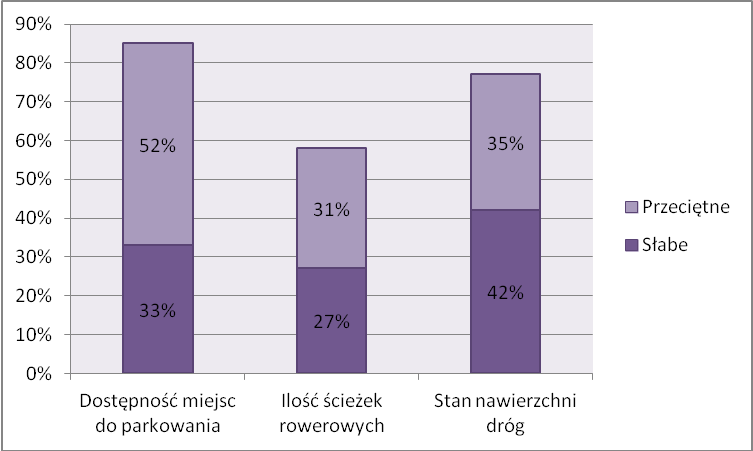 90%
80%
70%
60%
50%
40%
30%
20%
10%
0%
52%
33%
31%
27%
35%
42%
Dostępność miejsc
do parkowania
Ilość ścieżek
rowerowych
Stan nawierzchni
dróg
Przeciętne
Słabe